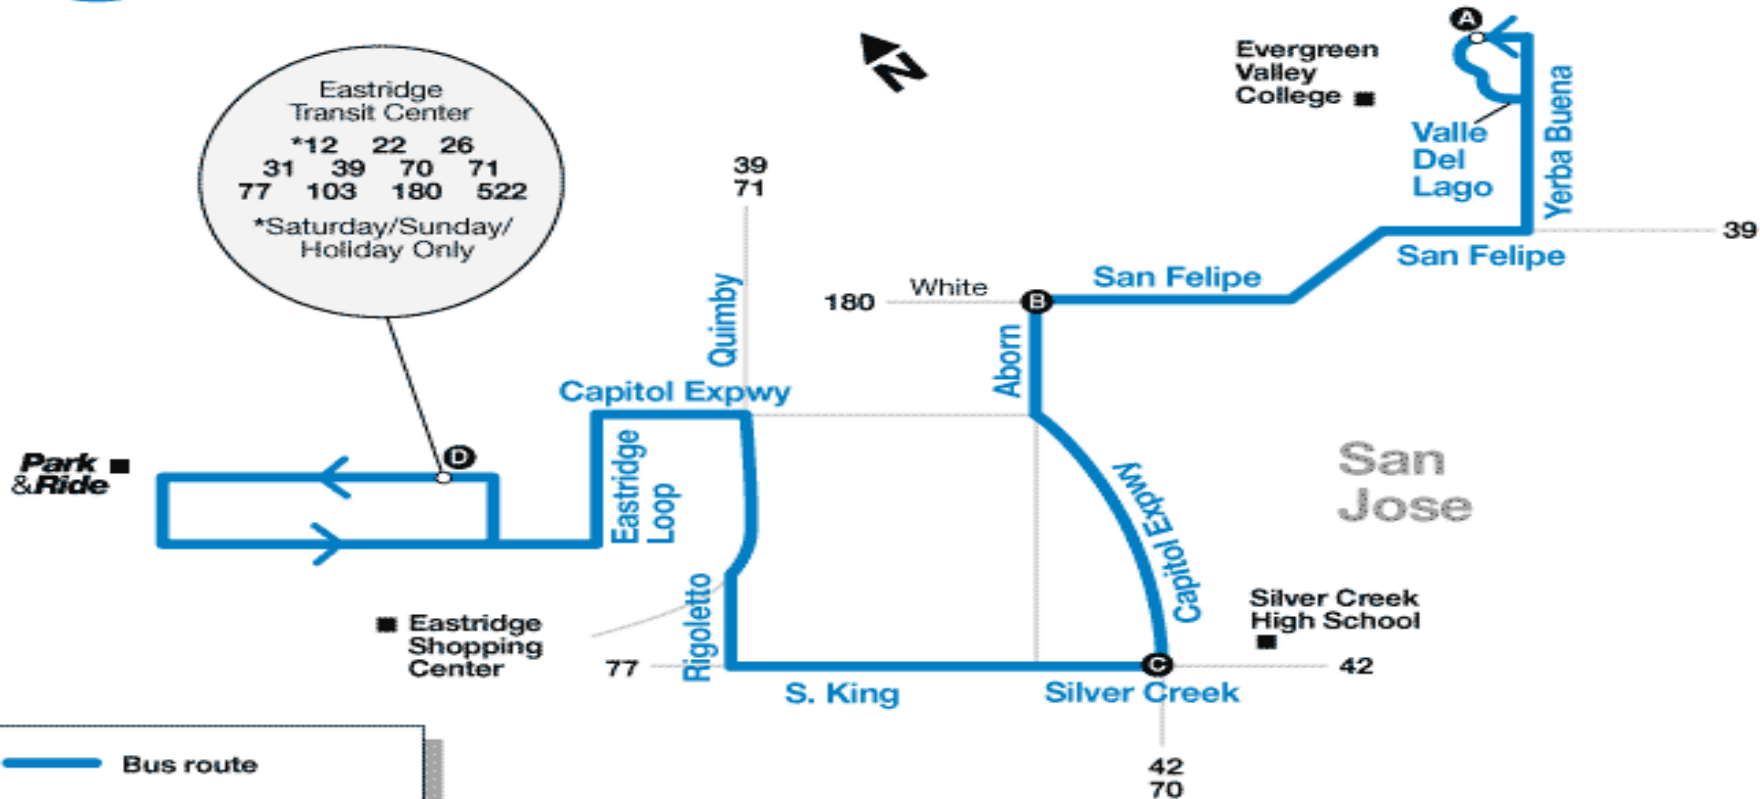 Eastridge
Transit Center
*12 22 26
31 39 70 71
77 103 180 522
*Saturday/Sunday/
Holiday Only
N
A
Evergreen
Valley
College
Valle
Del
Lago
Yerba Buena
39
71
Quimby
San Felipe
39
San Felipe
180
White
B
Aborn
Capitol Expwy
Eastridge
Loop
Park
&Ride
D
Capitol Expwy
San
Jose
Rigoletto
Eastridge
Shopping
Center
77
S. King
Silver Creek
C
Silver Creek
High School
42
42
70
Bus route